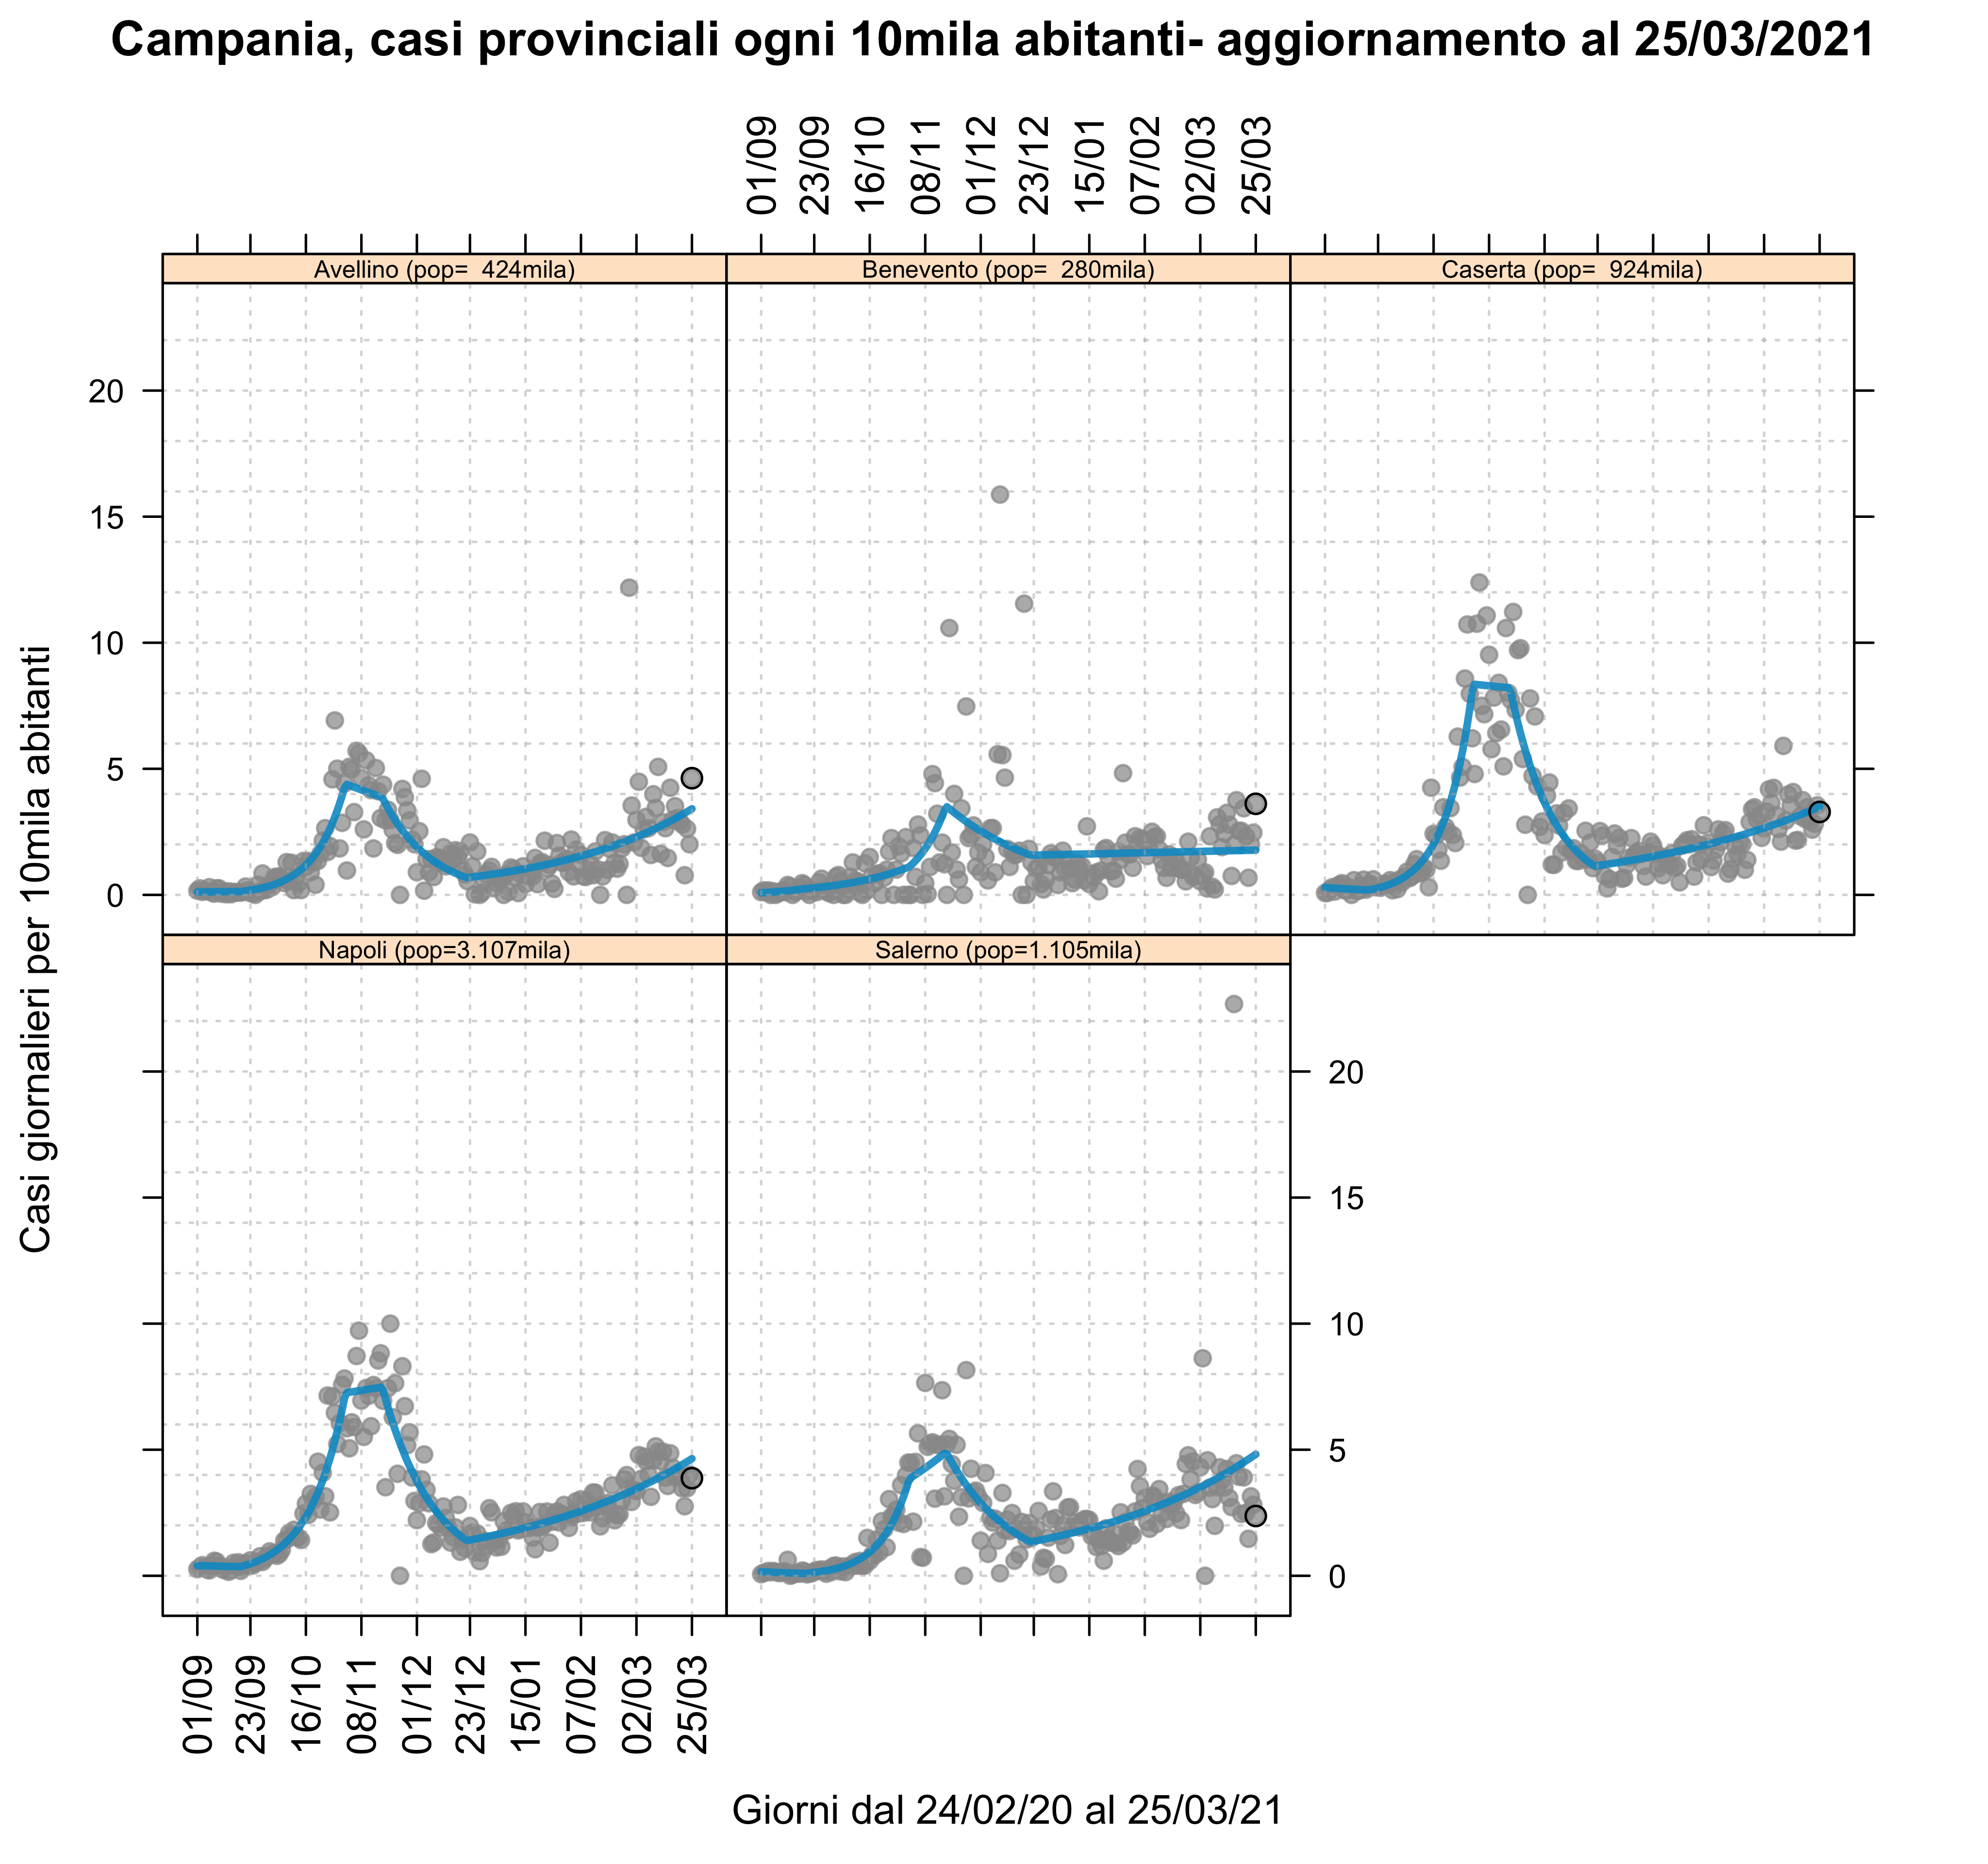 Campania, casi provinciali ogni 10mila abitanti- aggiornamento al 25/03/2021
01/09 23/09 16/10 08/11 01/12 23/12 15/01 07/02 02/03 25/03
Avellino (pop=  424mila)
Benevento (pop=  280mila)
Caserta (pop=  924mila)
20
15
10
5
0
Casi giornalieri per 10mila abitanti
Napoli (pop=3.107mila)
Salerno (pop=1.105mila)
20
15
10
5
0
01/09 23/09 16/10 08/11 01/12 23/12 15/01 07/02 02/03 25/03
Giorni dal 24/02/20 al 25/03/21